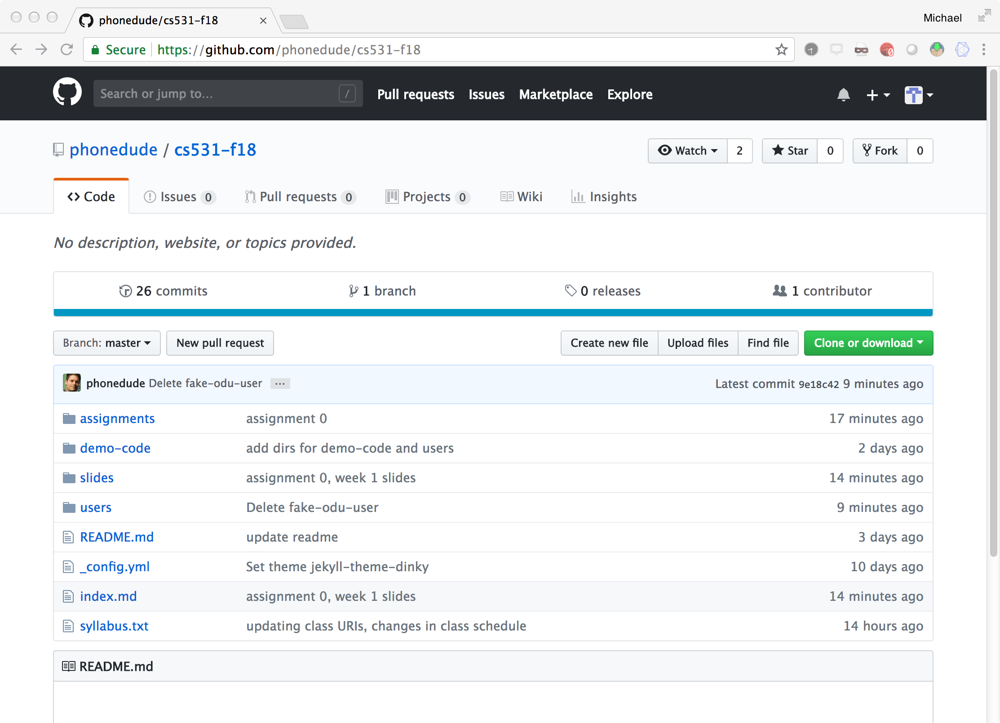 phonedude/cs531-f18
Michael
Secure https://github.com/phonedude/cs531-f18
Search or jump to... / Pull requests Issues Marketplace Explore
phonedude / cs531-f18 Watch 2 Star 0 Fork 0
Code Issues 0 Pull requests 0 Projects 0 Wiki Insights
No description, website, or topics provided.
26 commits 1 branch 0 releases 1 contributor
Branch: master New pull request Create new file Upload files Find file Clone or download
phonedude Delete fake-odu-user ... Latest commit 9e18c42 9 minutes ago
assignments assignment 0 17 minutes ago
demo-code add dirs for demo-code and users 2 days ago
slides assignment 0, week 1 slides 14 minutes ago
users Delete fake-odu-user 9 minutes ago
README.md update readme 3 days ago
_config.yml Set theme jekyll-theme-dinky 10 days ago
index.md assignment 0, week 1 slides 14 minutes ago
syllabus.txt updating class URIs, changes in class schedule 14 hours ago
README.md